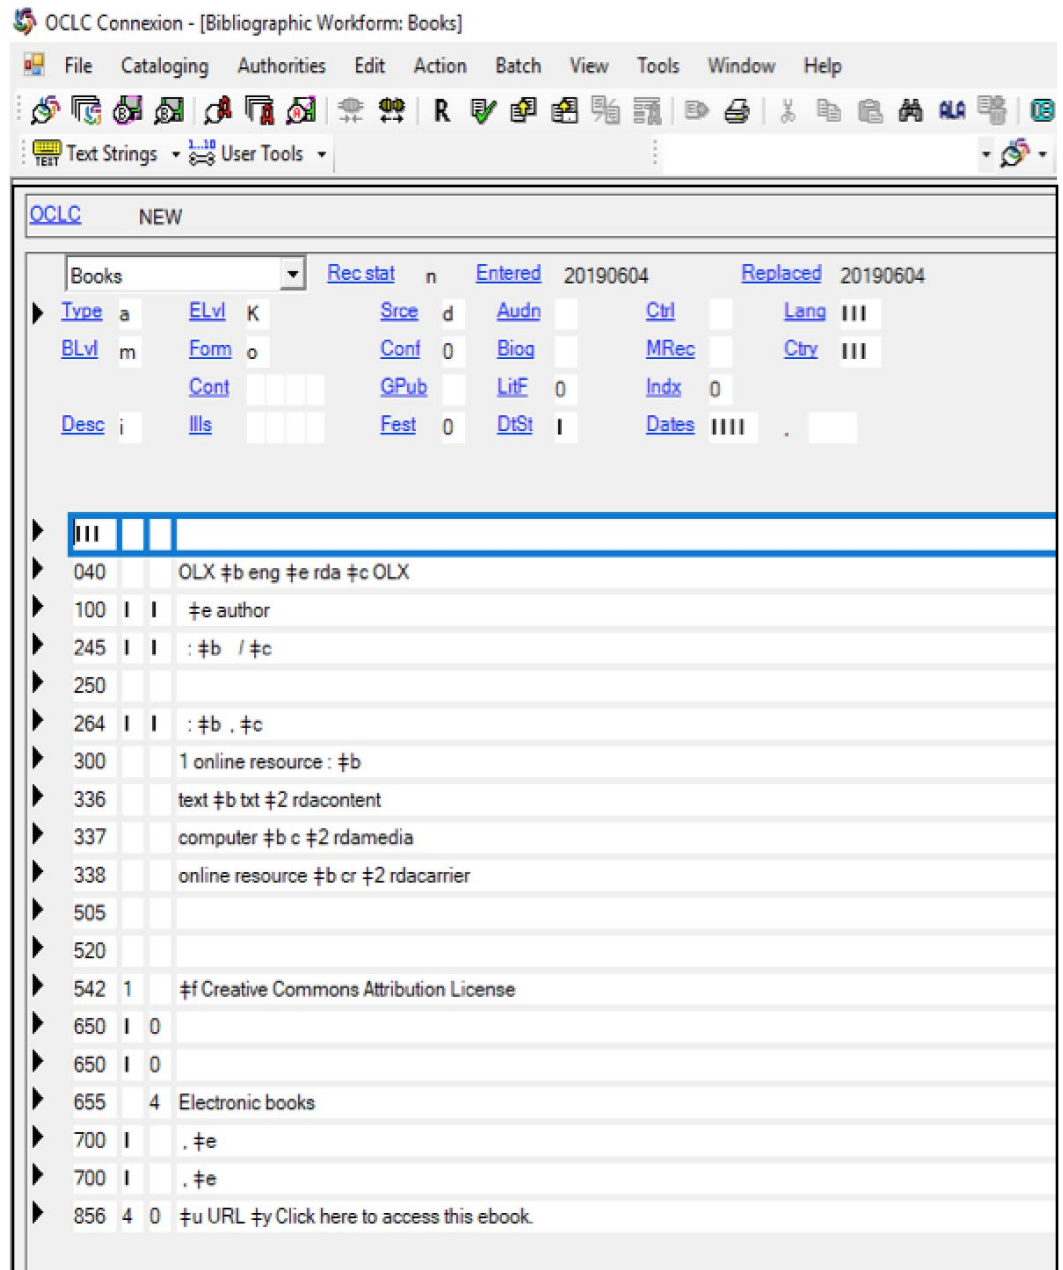 OCLC Connexion - [Bibliographic Workform: Books]
File Cataloging Authorities Edit Action Batch View Tools Window Help
R ALA
TEST Text Strings 1...10 User Tools
OCLC NEW
Books Rec stat n Entered 20190604 Replaced 20190604
Type a ELvl K Srce d Audn Ctrl Lang
BLvl m Form o Conf 0 Biog MRec Ctry
Cont GPub LitF 0 Indx 0
Desc i Ills Fest 0 DtSt Dates ,
040 OLX ‡b eng ‡e rda ‡c OLX
100 ‡e author
245 : ‡b / ‡c
250
264 : ‡b , ‡c
300 1 online resource : ‡b
336 text ‡b txt ‡2 rdacontent
337 computer ‡b c ‡2 rdamedia
338 online resource ‡b cr ‡2 rdacarrier
505
520
542 1 ‡f Creative Commons Attribution License
650 0
650 0
655 4 Electronic books
700 , ‡e
700 , ‡e
856 4 0 ‡u URL ‡y Click here to access this ebook.